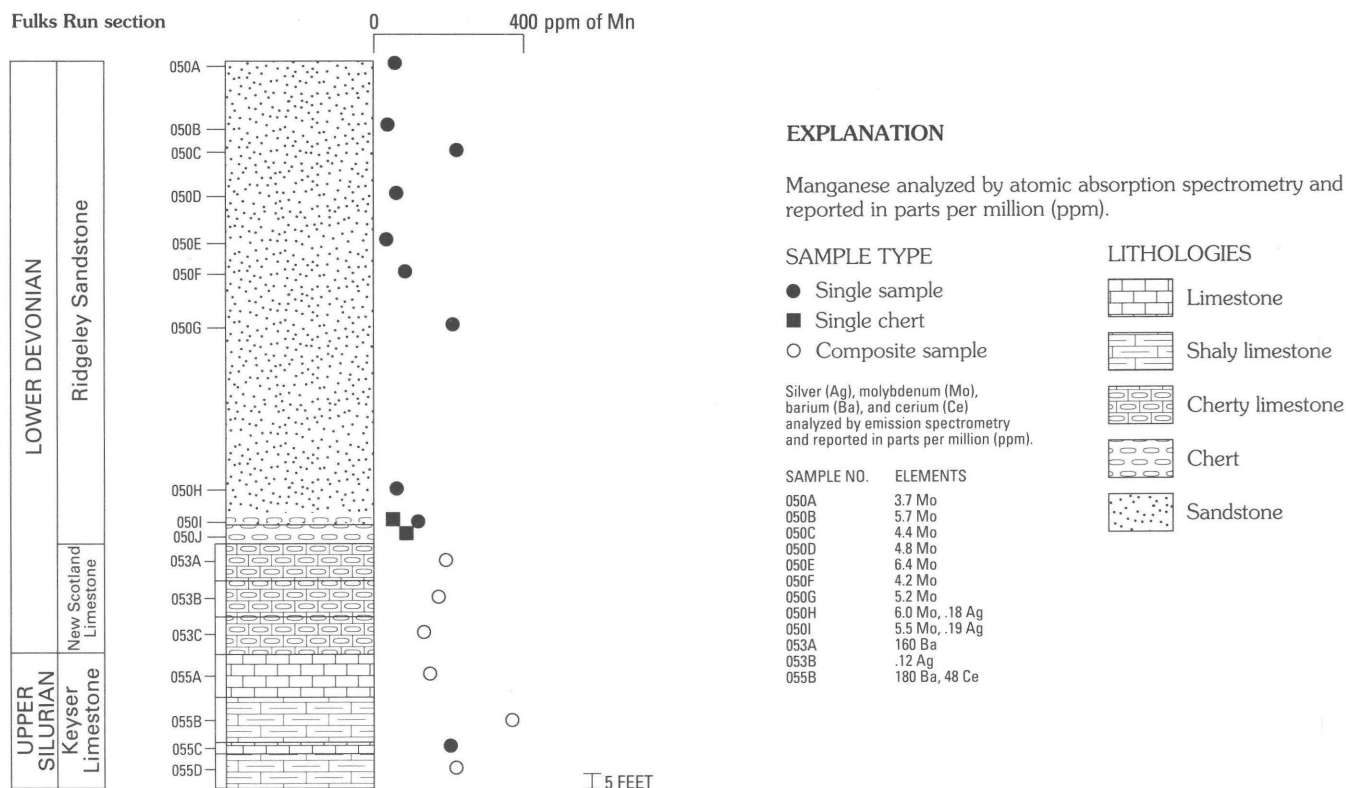 Fulks Run section
0 400 ppm of Mn
LOWER DEVONIAN
Ridgeley Sandstone
New Scotland
Limestone
UPPER
SILURIAN
Keyser
Limestone
050A
050B
050C
050D
050E
050F
050G
050H
050I
050J
053A
053B
053C
055A
055B
055C
055D
5 FEET
EXPLANATION
Manganese analyzed by atomic absorption spectrometry and
reported in parts per million (ppm).
SAMPLE TYPE
Single sample
Single chert
Composite sample
Silver (Ag), molybdenum (Mo),
barium (Ba), and cerium (Ce)
analyzed by emission spectrometry
and reported in parts per million (ppm).
SAMPLE NO. ELEMENTS
050A 3.7 Mo
050B 5.7 Mo
050C 4.4 Mo
050D 4.8 Mo
050E 6.4 Mo
050F 4.2 Mo
050G 5.2 Mo
050H 6.0 Mo, .18 Ag
050I 5.5 Mo, .19 Ag
053A 160 Ba
053B .12 Ag
055B 180 Ba, 48 Ce
LITHOLOGIES
Limestone
Shaly limestone
Cherty limestone
Chert
Sandstone